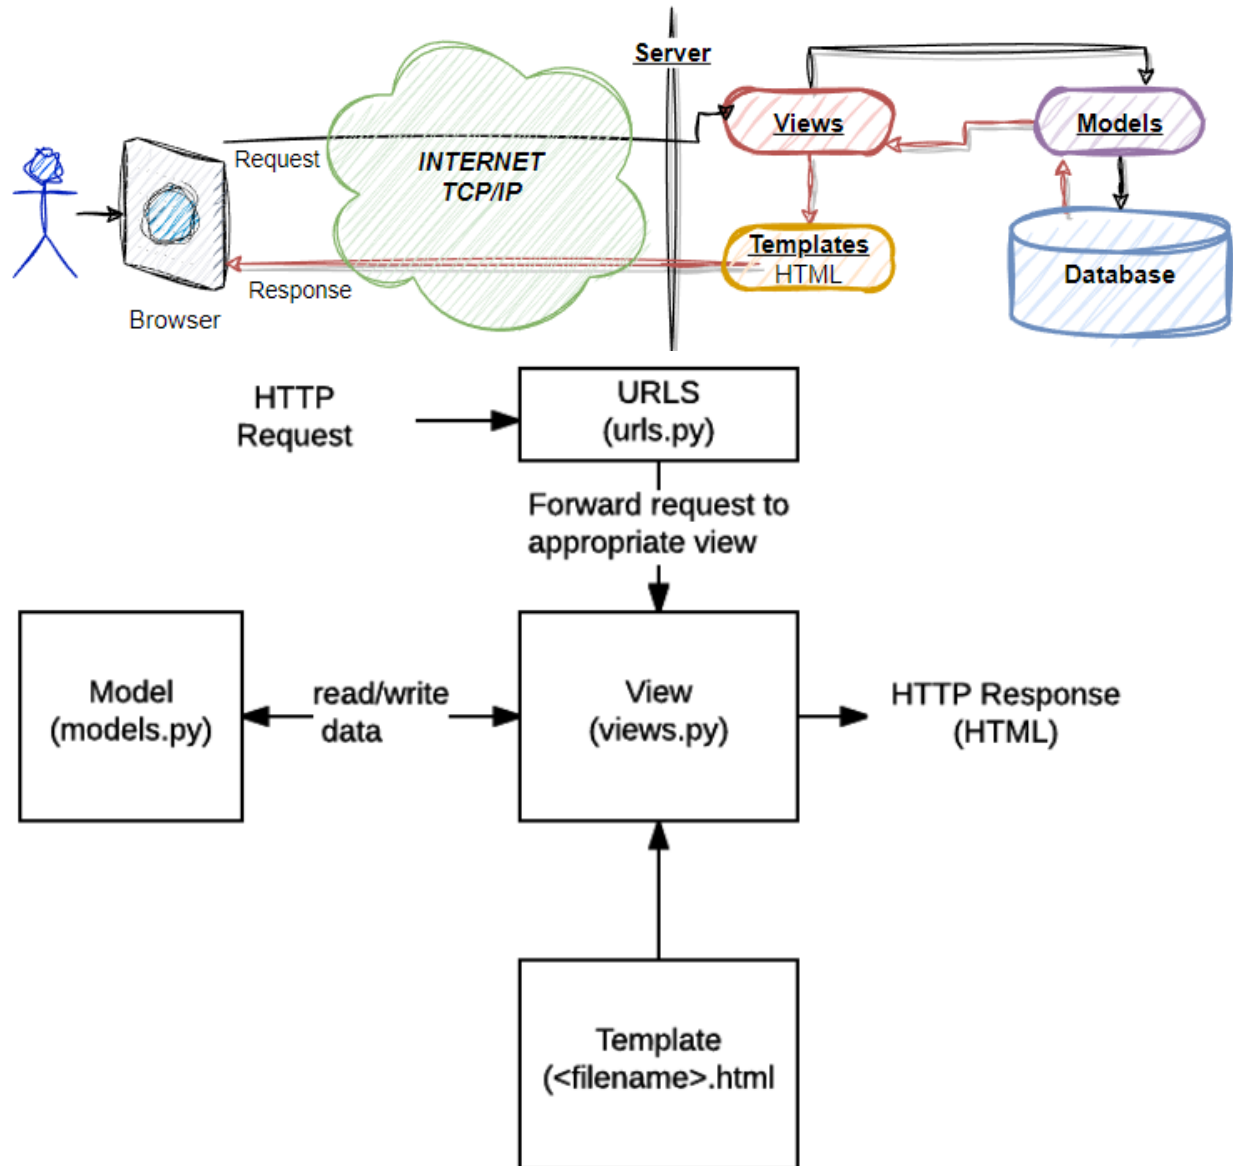 Server
Views
Models
Request
INTERNET
TCP/IP
Templates
HTML
Database
Response
Browser
HTTP
Request
URLS
(urls.py)
Forward request to
appropriate view
Model
(models.py)
read/write
data
View
(views.py)
HTTP Response
(HTML)
Template
(<filename>.html